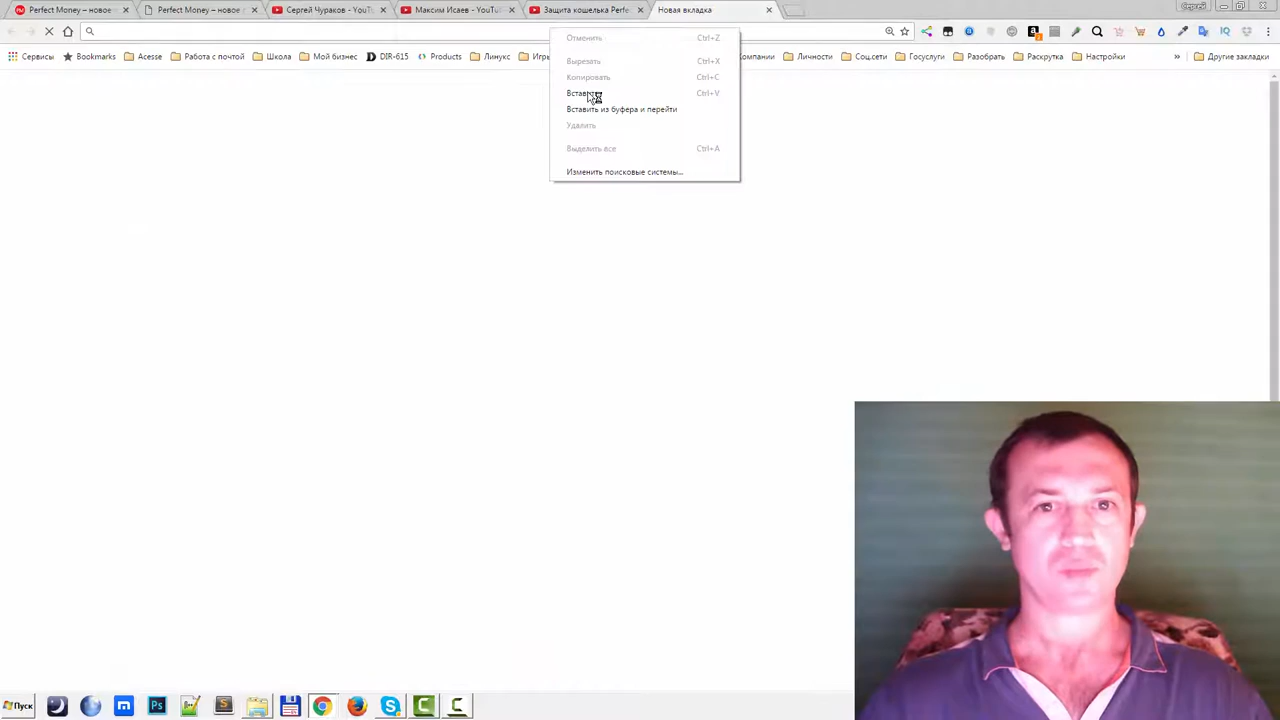 Perfect Money – новое
Perfect Money – новое
Сергей Чураков - YouTu
Максим Исаев - YouTu
Защита кошелька Perfe
Новая вкладка
Сергей
Сервисы
Bookmarks
Acesse
Работа с почтой
Школа
Мой бизнес
DIR-615
Products
Линукс
Игры
Компании
Личности
Соц.сети
Госуслуги
Разобрать
Раскрутка
Настройки
»
Другие закладки
Отменить Ctrl+Z
Вырезать Ctrl+X
Копировать Ctrl+C
Вставить Ctrl+V
Вставить из буфера и перейти
Удалить
Выделить все Ctrl+A
Изменить поисковые системы...
Пуск